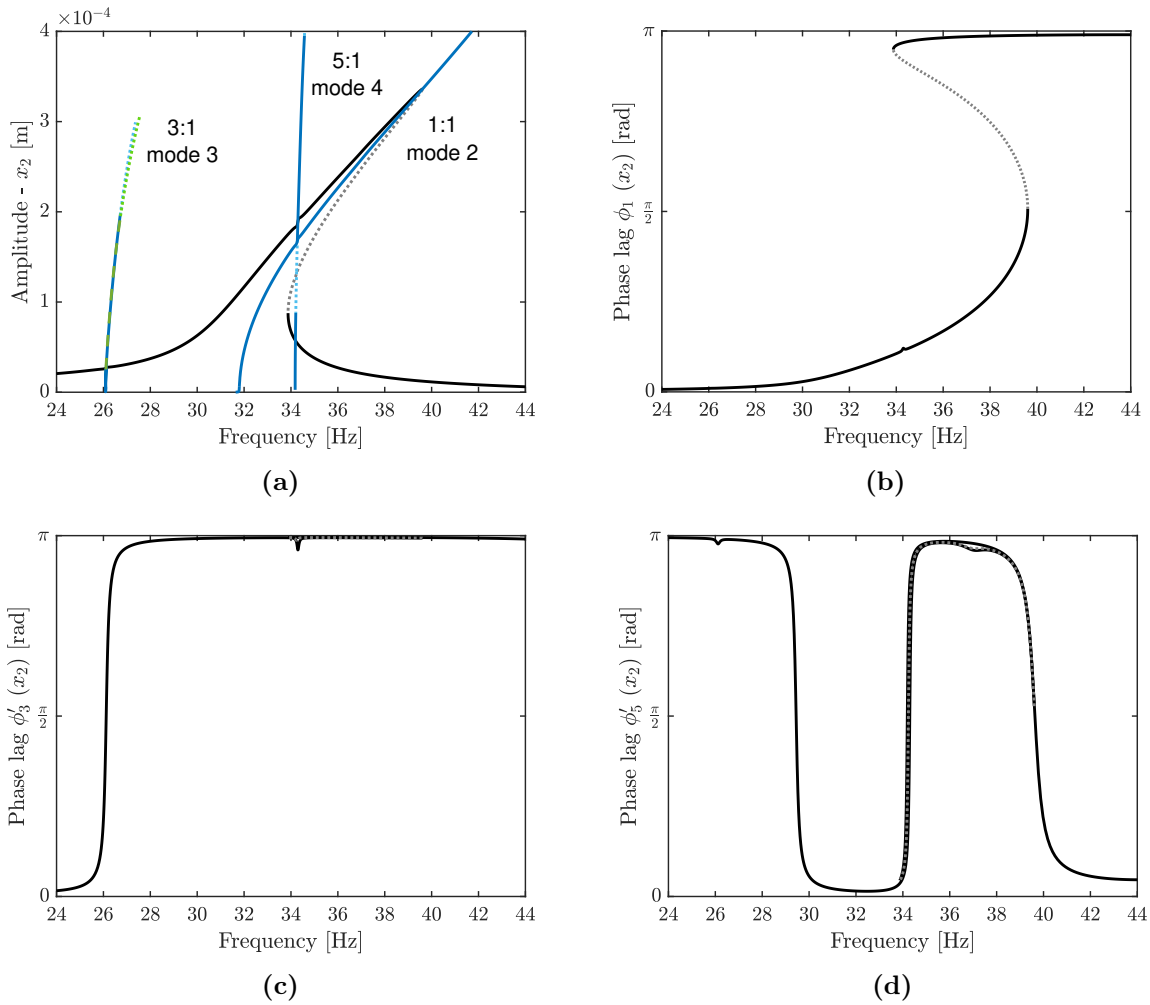 ×10⁻⁴
4
3
2
1
0
Amplitude - x₂ [m]
5:1
mode 4
3:1
mode 3
1:1
mode 2
24 26 28 30 32 34 36 38 40 42 44
Frequency [Hz]
(a)
π
π/2
0
Phase lag ϕ₁ (x₂) [rad]
24 26 28 30 32 34 36 38 40 42 44
Frequency [Hz]
(b)
π
π/2
0
Phase lag ϕ′₃ (x₂) [rad]
24 26 28 30 32 34 36 38 40 42 44
Frequency [Hz]
(c)
π
π/2
0
Phase lag ϕ′₅ (x₂) [rad]
24 26 28 30 32 34 36 38 40 42 44
Frequency [Hz]
(d)